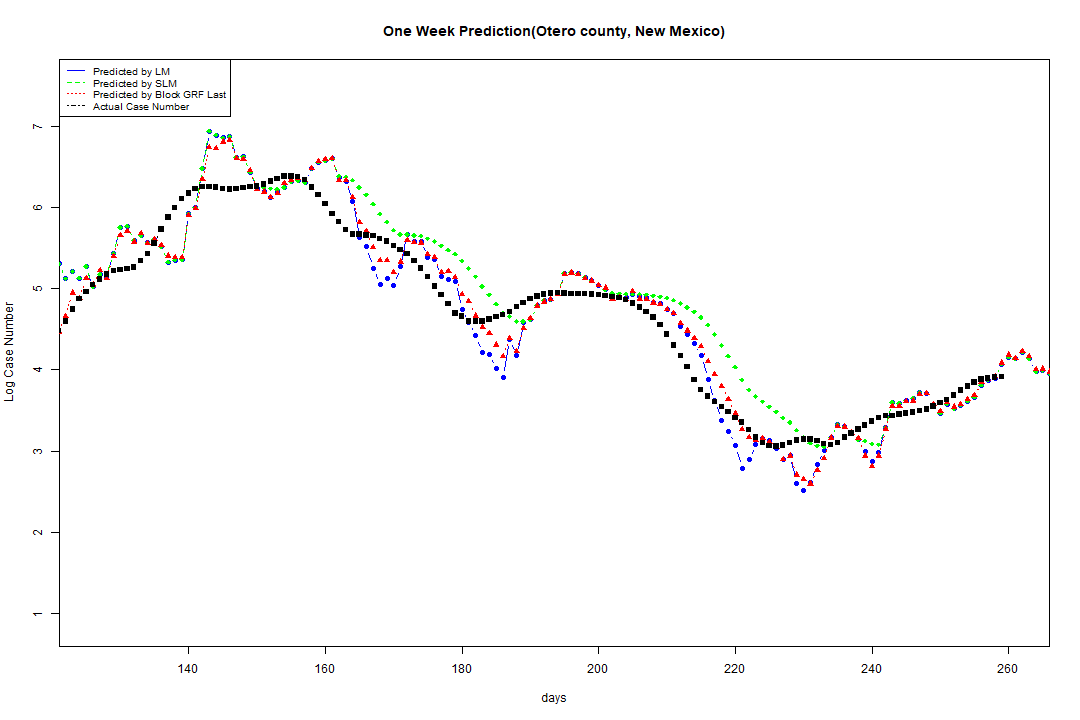 One Week Prediction(Otero county, New Mexico)
Predicted by LM
Predicted by SLM
Predicted by Block GRF Last
Actual Case Number
7
6
5
4
3
2
1
Log Case Number
140 160 180 200 220 240 260
days